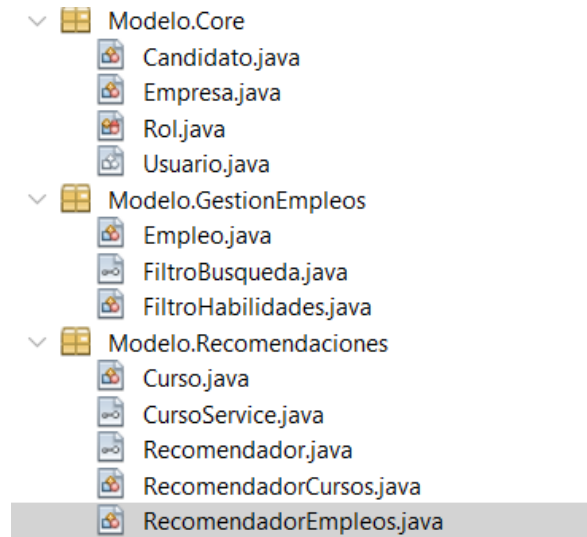 Modelo.Core
Candidato.java
Empresa.java
Rol.java
Usuario.java
Modelo.GestionEmpleos
Empleo.java
FiltroBusqueda.java
FiltroHabilidades.java
Modelo.Recomendaciones
Curso.java
CursoService.java
Recomendador.java
RecomendadorCursos.java
RecomendadorEmpleos.java